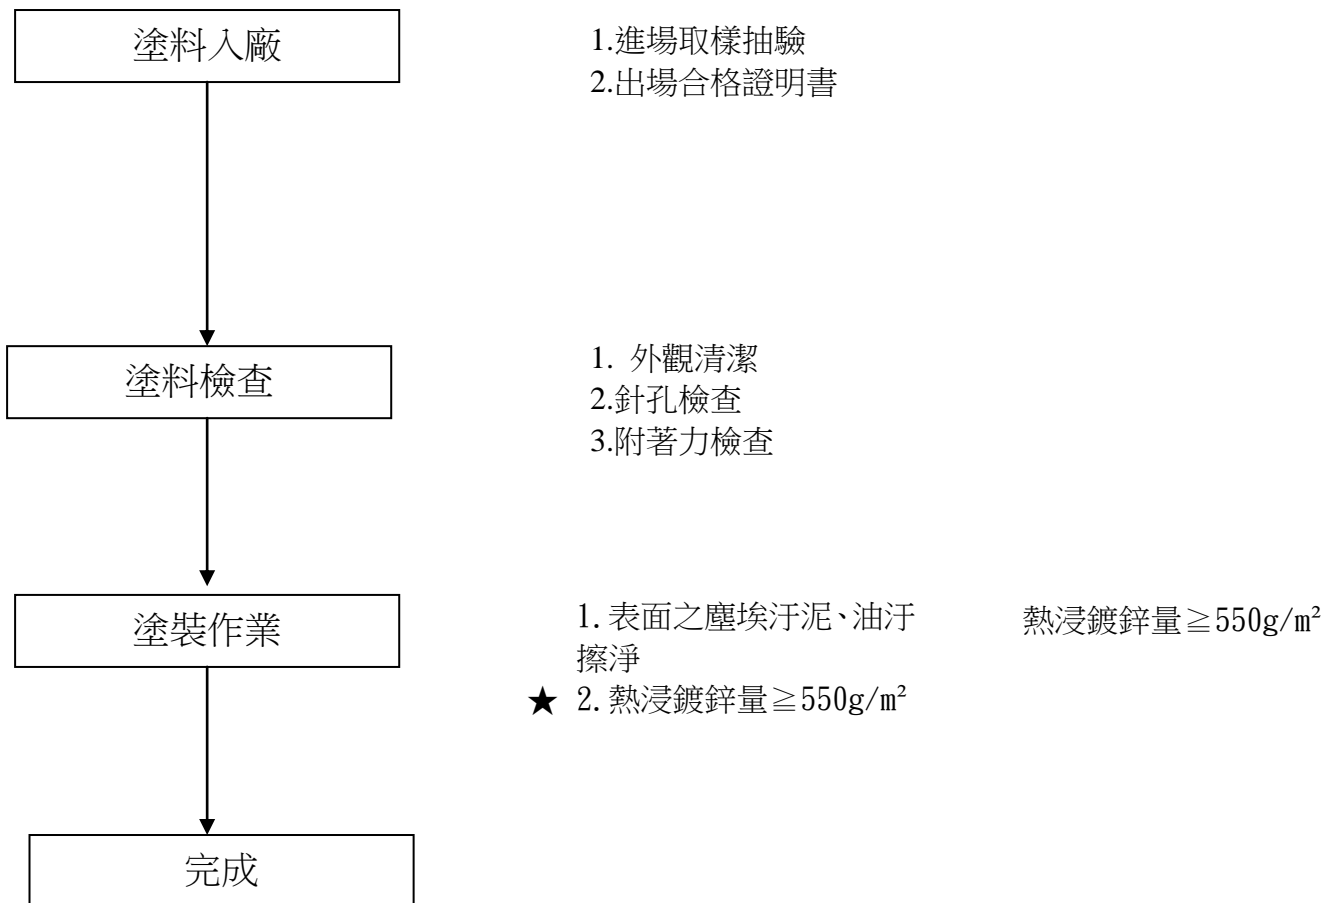 塗料入廠
1.進場取樣抽驗
2.出場合格證明書
塗料檢查
1. 外觀清潔
2.針孔檢查
3.附著力檢查
塗裝作業
1.表面之塵埃汙泥、油汙
擦淨
★ 2.熱浸鍍鋅量≧550g/m²
熱浸鍍鋅量≧550g/m²
完成